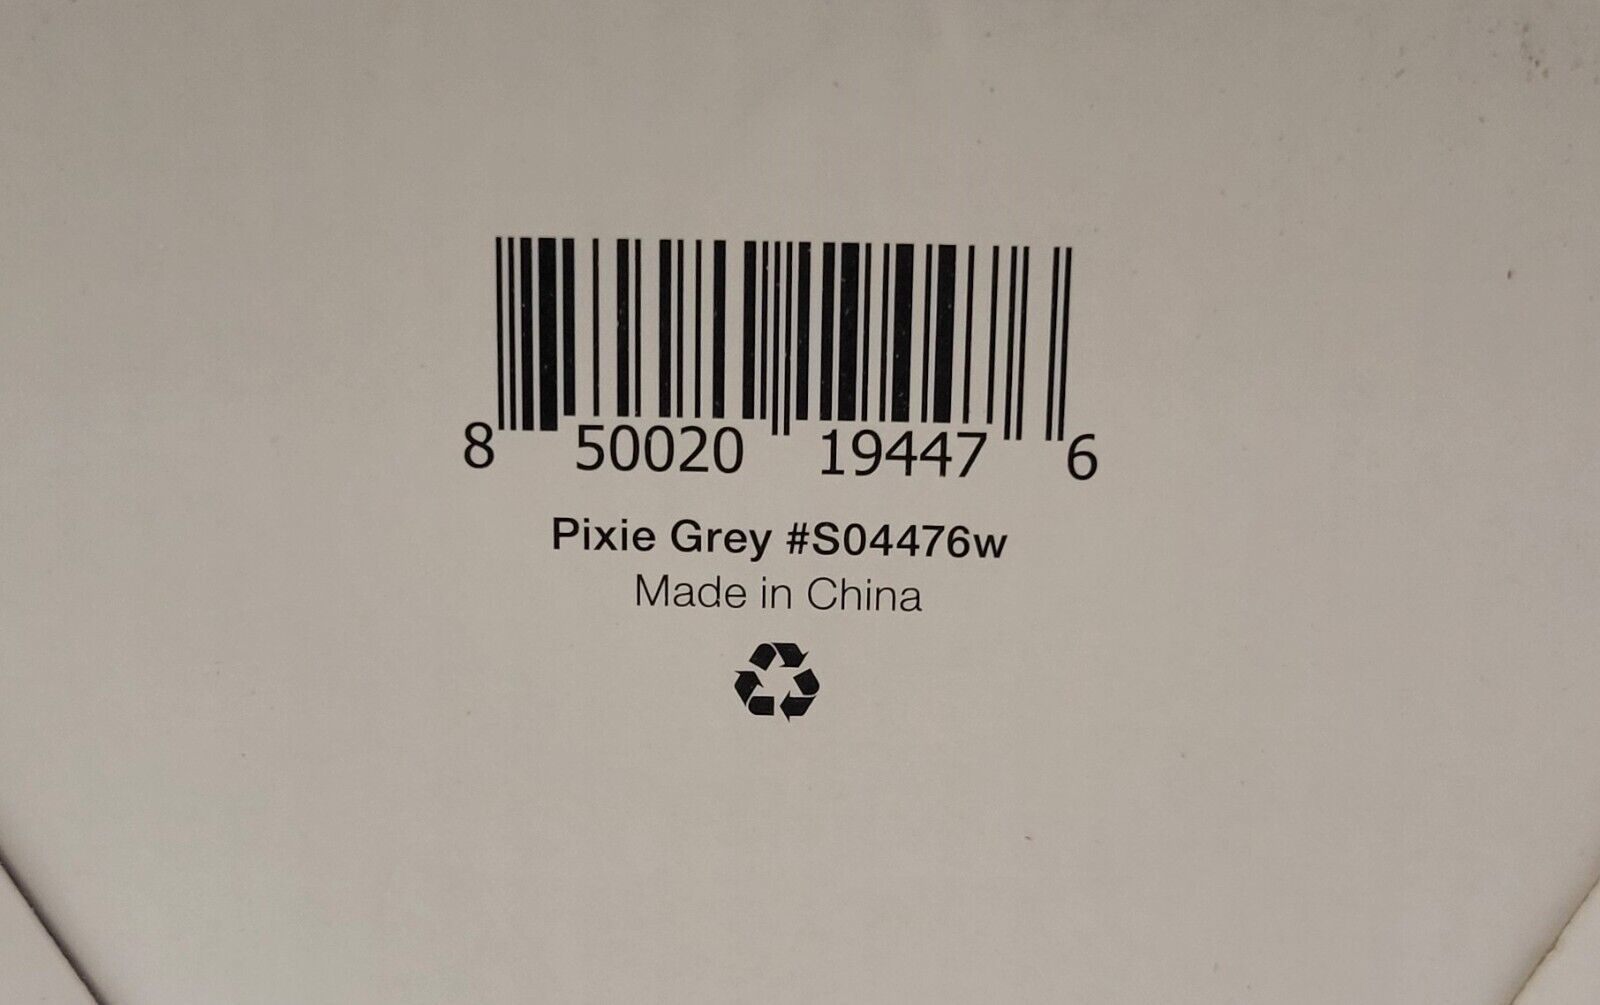 8 50020 19447 6
Pixie Grey #S04476w
Made in China